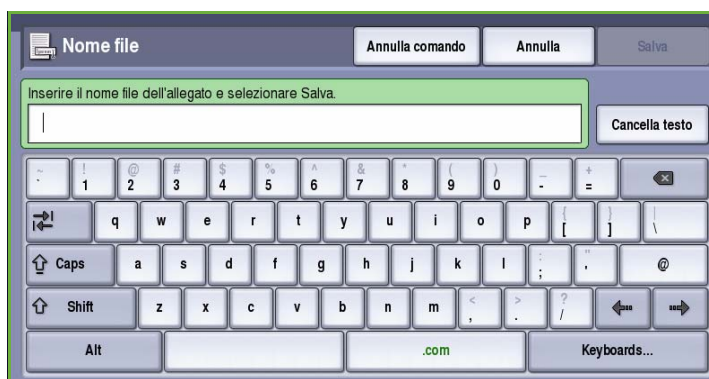 Nome file Annulla comando Annulla Salva
Inserire il nome file dell'allegato e selezionare Salva.
Cancella testo
~ ! @ # $ % ^ & * ( ) _ +
` 1 2 3 4 5 6 7 8 9 0 - =
q w e r t y u i o p { [ } ] | \
Caps a s d f g h j k l : ; " ' @
Shift z x c v b n m < , > . ? /
Alt .com Keyboards...